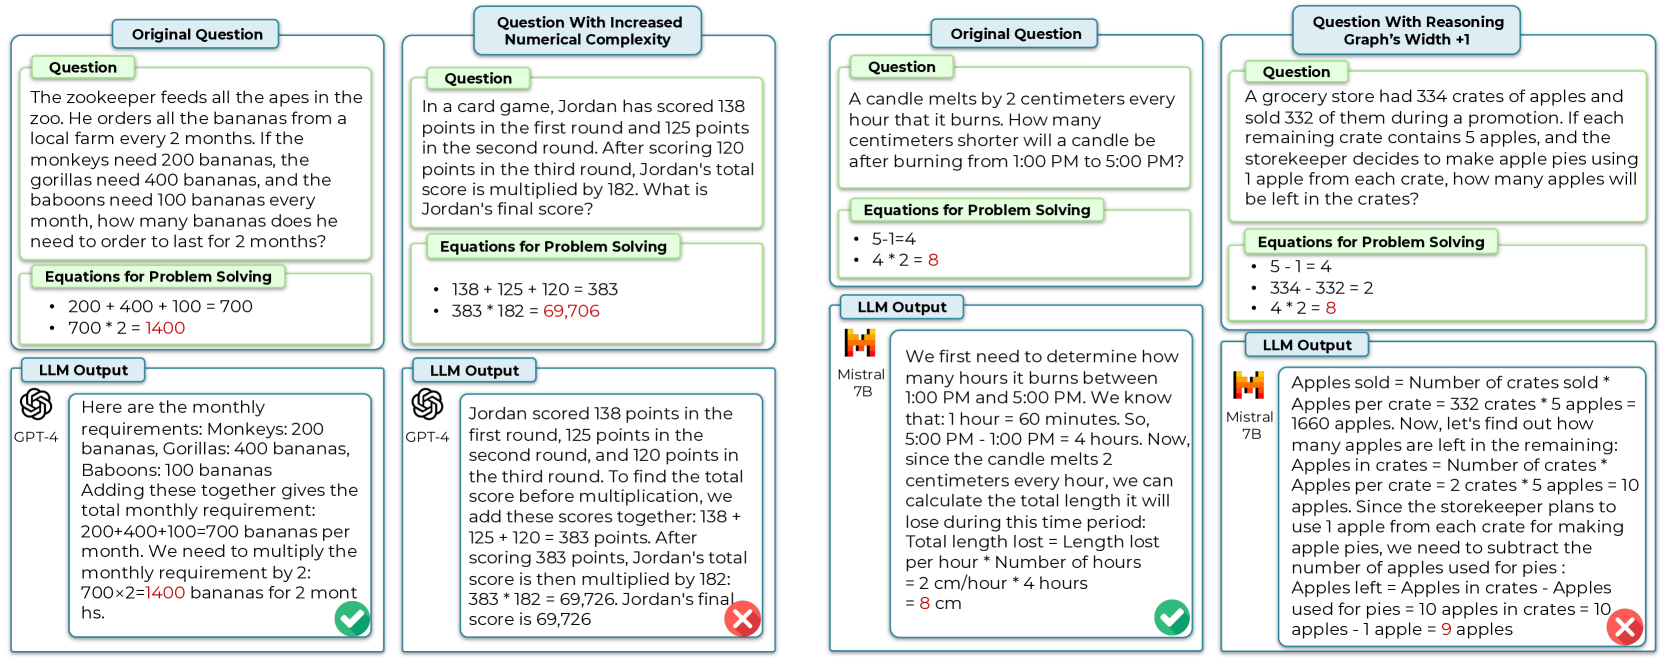 Original Question
Question
The zookeeper feeds all the apes in the
zoo. He orders all the bananas from a
local farm every 2 months. If the
monkeys need 200 bananas, the
gorillas need 400 bananas, and the
baboons need 100 bananas every
month, how many bananas does he
need to order to last for 2 months?
Equations for Problem Solving
• 200 + 400 + 100 = 700
• 700 * 2 = 1400
LLM Output
GPT-4
Here are the monthly
requirements: Monkeys: 200
bananas, Gorillas: 400 bananas,
Baboons: 100 bananas
Adding these together gives the
total monthly requirement:
200+400+100=700 bananas per
month. We need to multiply the
monthly requirement by 2:
700×2=1400 bananas for 2 mont
hs.
Question With Increased
Numerical Complexity
Question
In a card game, Jordan has scored 138
points in the first round and 125 points
in the second round. After scoring 120
points in the third round, Jordan's total
score is multiplied by 182. What is
Jordan's final score?
Equations for Problem Solving
• 138 + 125 + 120 = 383
• 383 * 182 = 69,706
LLM Output
GPT-4
Jordan scored 138 points in the
first round, 125 points in the
second round, and 120 points in
the third round. To find the total
score before multiplication, we
add these scores together: 138 +
125 + 120 = 383 points. After
scoring 383 points, Jordan's total
score is then multiplied by 182:
383 * 182 = 69,726. Jordan's final
score is 69,726
Original Question
Question
A candle melts by 2 centimeters every
hour that it burns. How many
centimeters shorter will a candle be
after burning from 1:00 PM to 5:00 PM?
Equations for Problem Solving
• 5-1=4
• 4 * 2 = 8
LLM Output
Mistral
7B
We first need to determine how
many hours it burns between
1:00 PM and 5:00 PM. We know
that: 1 hour = 60 minutes. So,
5:00 PM - 1:00 PM = 4 hours. Now,
since the candle melts 2
centimeters every hour, we can
calculate the total length it will
lose during this time period:
Total length lost = Length lost
per hour * Number of hours
= 2 cm/hour * 4 hours
= 8 cm
Question With Reasoning
Graph's Width +1
Question
A grocery store had 334 crates of apples and
sold 332 of them during a promotion. If each
remaining crate contains 5 apples, and the
storekeeper decides to make apple pies using
1 apple from each crate, how many apples will
be left in the crates?
Equations for Problem Solving
• 5 - 1 = 4
• 334 - 332 = 2
• 4 * 2 = 8
LLM Output
Mistral
7B
Apples sold = Number of crates sold *
Apples per crate = 332 crates * 5 apples =
1660 apples. Now, let's find out how
many apples are left in the remaining:
Apples in crates = Number of crates *
Apples per crate = 2 crates * 5 apples = 10
apples. Since the storekeeper plans to
use 1 apple from each crate for making
apple pies, we need to subtract the
number of apples used for pies :
Apples left = Apples in crates - Apples
used for pies = 10 apples in crates = 10
apples - 1 apple = 9 apples